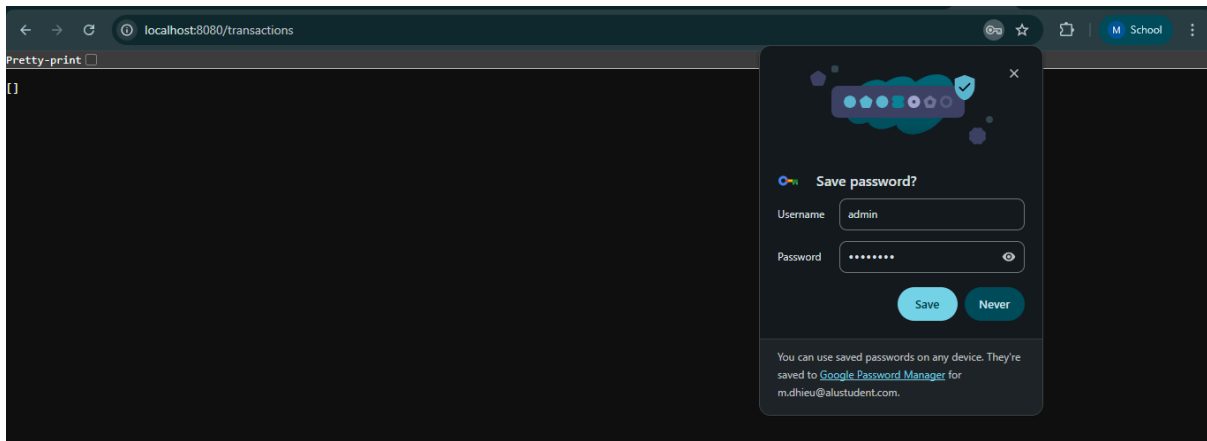 localhost:8080/transactions
M School
Pretty-print
[]
Save password?
Username admin
Password ••••••••
Save Never
You can use saved passwords on any device. They're
saved to Google Password Manager for
m.dhieu@alustudent.com.